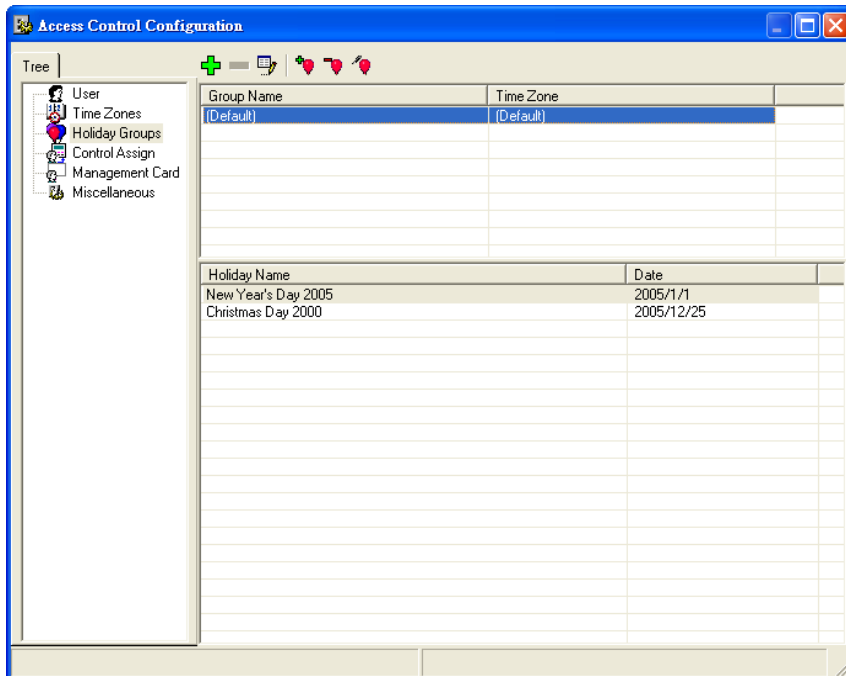 Access Control Configuration
Tree
User
Time Zones
Holiday Groups
Control Assign
Management Card
Miscellaneous
Group Name Time Zone
(Default) (Default)
Holiday Name Date
New Year's Day 2005 2005/1/1
Christmas Day 2000 2005/12/25